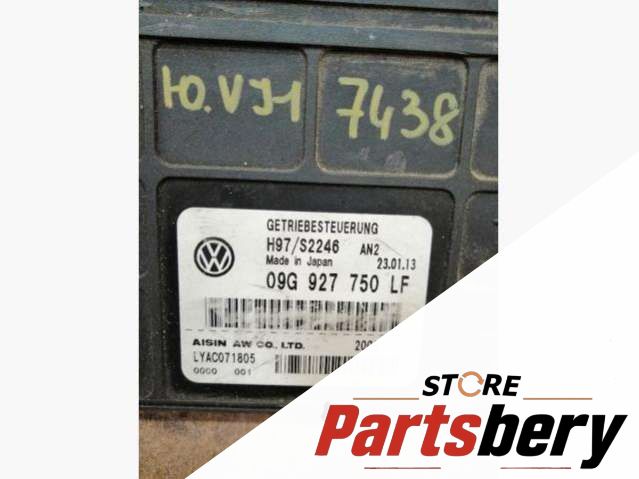 Ю.VJ1 7438
GETRIEBESTEUERUNG
H97/S2246 AN2
Made in Japan 23.01.13
09G 927 750 LF
AISIN AW CO., LTD. 200
LYAC071805
0000 001
STORE
Partsbery